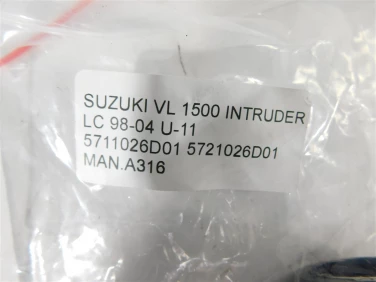 SUZUKI VL 1500 INTRUDER
LC 98-04 U-11
5711026D01 5721026D01
MAN.A316